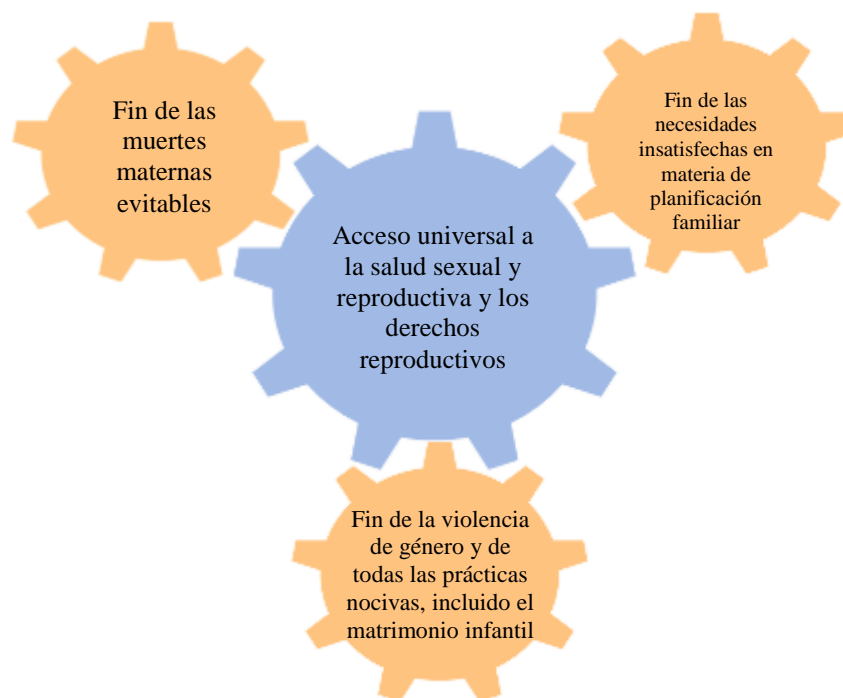 Fin de las
muertes
maternas
evitables
Fin de las
necesidades
insatisfechas en
materia de
planificación
familiar
Acceso universal a
la salud sexual y
reproductiva y los
derechos
reproductivos
Fin de la violencia
de género y de
todas las prácticas
nocivas, incluido el
matrimonio infantil